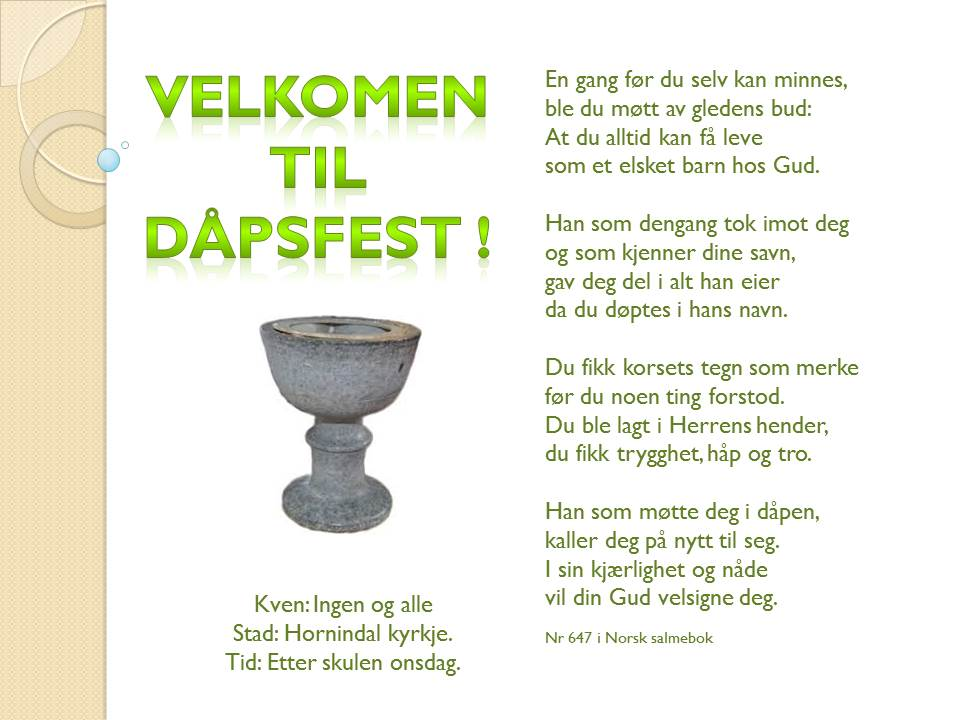 VELKOMEN
TIL
DÅPSFEST !
Kven: Ingen og alle
Stad: Hornindal kyrkje.
Tid: Etter skulen onsdag.
En gang før du selv kan minnes,
ble du møtt av gledens bud:
At du alltid kan få leve
som et elsket barn hos Gud.
Han som dengang tok imot deg
og som kjenner dine savn,
gav deg del i alt han eier
da du døptes i hans navn.
Du fikk korsets tegn som merke
før du noen ting forstod.
Du ble lagt i Herrens hender,
du fikk trygghet, håp og tro.
Han som møtte deg i dåpen,
kaller deg på nytt til seg.
I sin kjærlighet og nåde
vil din Gud velsigne deg.
Nr 647 i Norsk salmebok